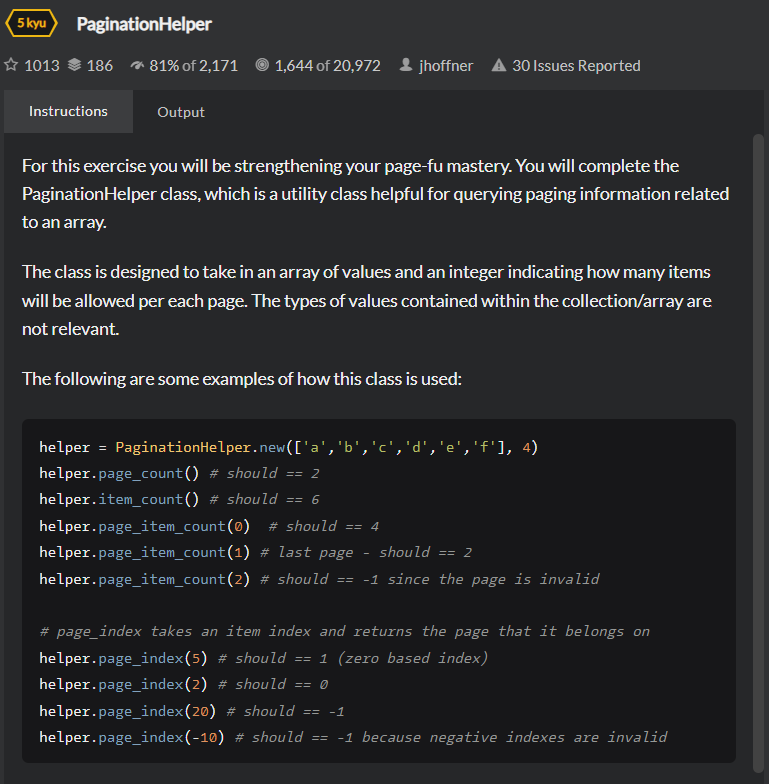 5 kyu PaginationHelper
1013 186 81% of 2,171 1,644 of 20,972 jhoffner 30 Issues Reported
Instructions Output
For this exercise you will be strengthening your page-fu mastery. You will complete the
PaginationHelper class, which is a utility class helpful for querying paging information related
to an array.
The class is designed to take in an array of values and an integer indicating how many items
will be allowed per each page. The types of values contained within the collection/array are
not relevant.
The following are some examples of how this class is used:
helper = PaginationHelper.new(['a','b','c','d','e','f'], 4)
helper.page_count() # should == 2
helper.item_count() # should == 6
helper.page_item_count(0)  # should == 4
helper.page_item_count(1) # last page - should == 2
helper.page_item_count(2) # should == -1 since the page is invalid
# page_index takes an item index and returns the page that it belongs on
helper.page_index(5) # should == 1 (zero based index)
helper.page_index(2) # should == 0
helper.page_index(20) # should == -1
helper.page_index(-10) # should == -1 because negative indexes are invalid